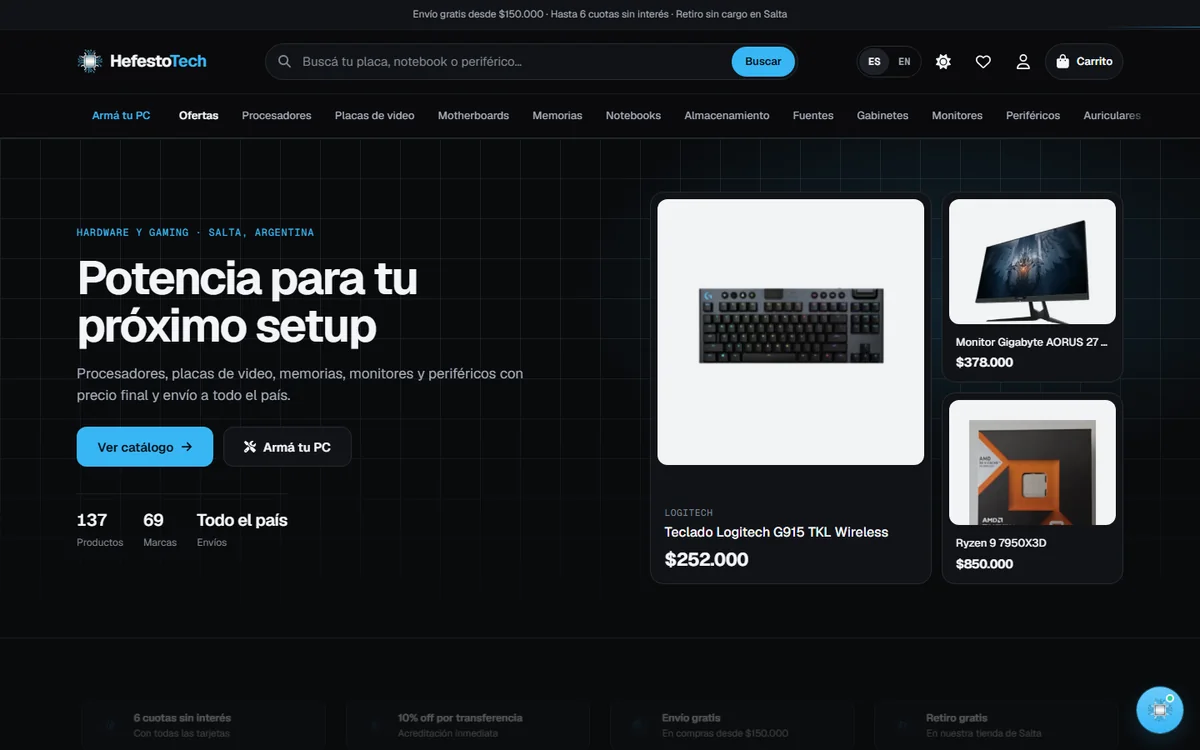 Envío gratis desde $150.000 · Hasta 6 cuotas sin interés · Retiro sin cargo en Salta
HefestoTech
Buscá tu placa, notebook o periférico...
Buscar
ES
EN
Carrito
Armá tu PC
Ofertas
Procesadores
Placas de video
Motherboards
Memorias
Notebooks
Almacenamiento
Fuentes
Gabinetes
Monitores
Periféricos
Auriculares
HARDWARE Y GAMING · SALTA, ARGENTINA
Potencia para tu
próximo setup
Procesadores, placas de video, memorias, monitores y periféricos con
precio final y envío a todo el país.
Ver catálogo →
Armá tu PC
137
Productos
69
Marcas
Todo el país
Envíos
LOGITECH
Teclado Logitech G915 TKL Wireless
$252.000
Monitor Gigabyte AORUS 27 ...
$378.000
AMD
AMD
Ryzen 9 7950X3D
$850.000
6 cuotas sin interés
Con todas las tarjetas
10% off por transferencia
Acreditación inmediata
Envío gratis
En compras desde $150.000
Retiro gratis
En nuestra tienda de Salta